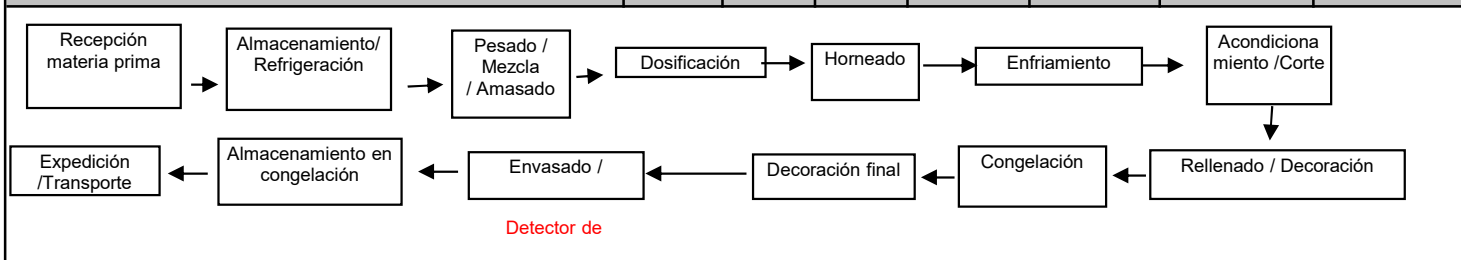 Recepción
materia prima
Almacenamiento/
Refrigeración
Pesado /
Mezcla
/ Amasado
Dosificación
Horneado
Enfriamiento
Acondiciona
miento /Corte
Rellenado / Decoración
Congelación
Decoración final
Envasado /
Detector de
Almacenamiento en
congelación
Expedición
/Transporte